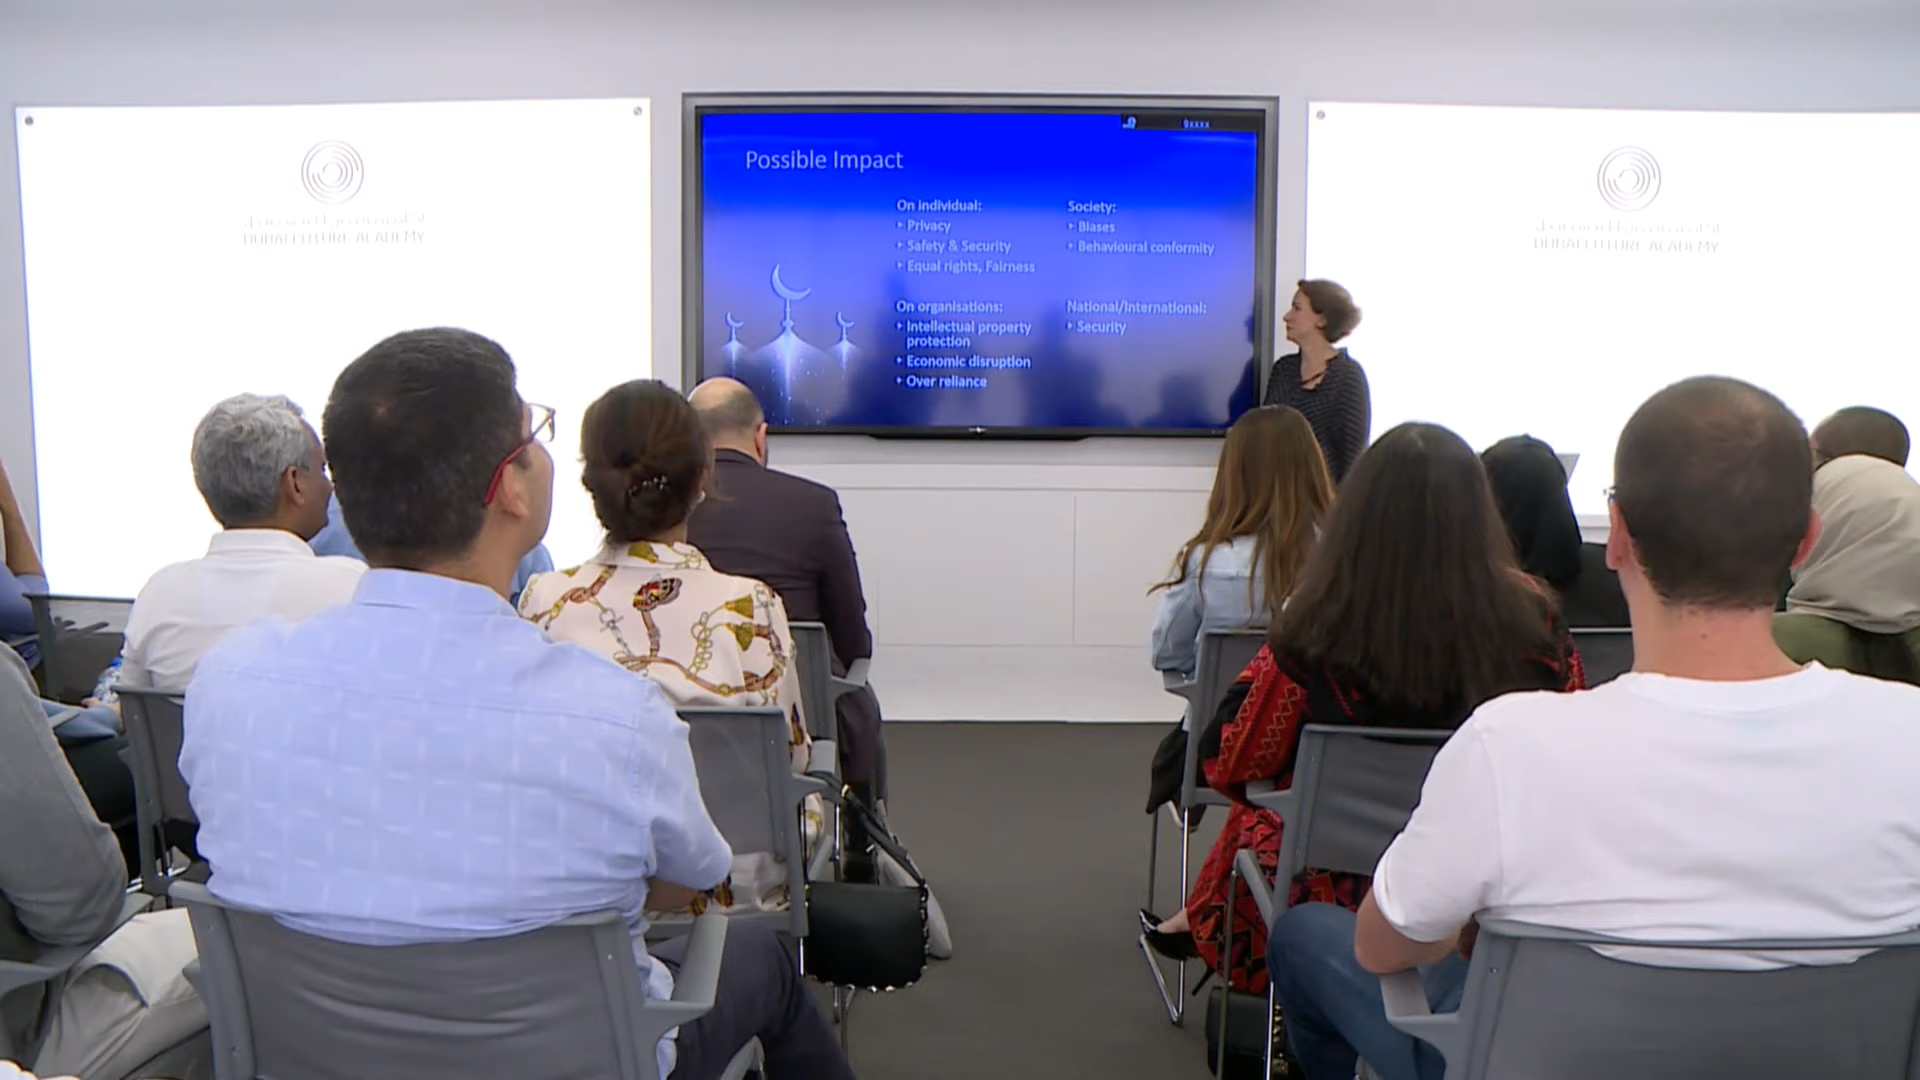 Possible Impact
On individual:
‣ Privacy
‣ Safety & Security
‣ Equal rights, Fairness
On organisations:
‣ Intellectual property
protection
‣ Economic disruption
‣ Over reliance
Society:
‣ Biases
‣ Behavioural conformity
National/International:
‣ Security
DUBAI FUTURE ACADEMY
DUBAI FUTURE ACADEMY